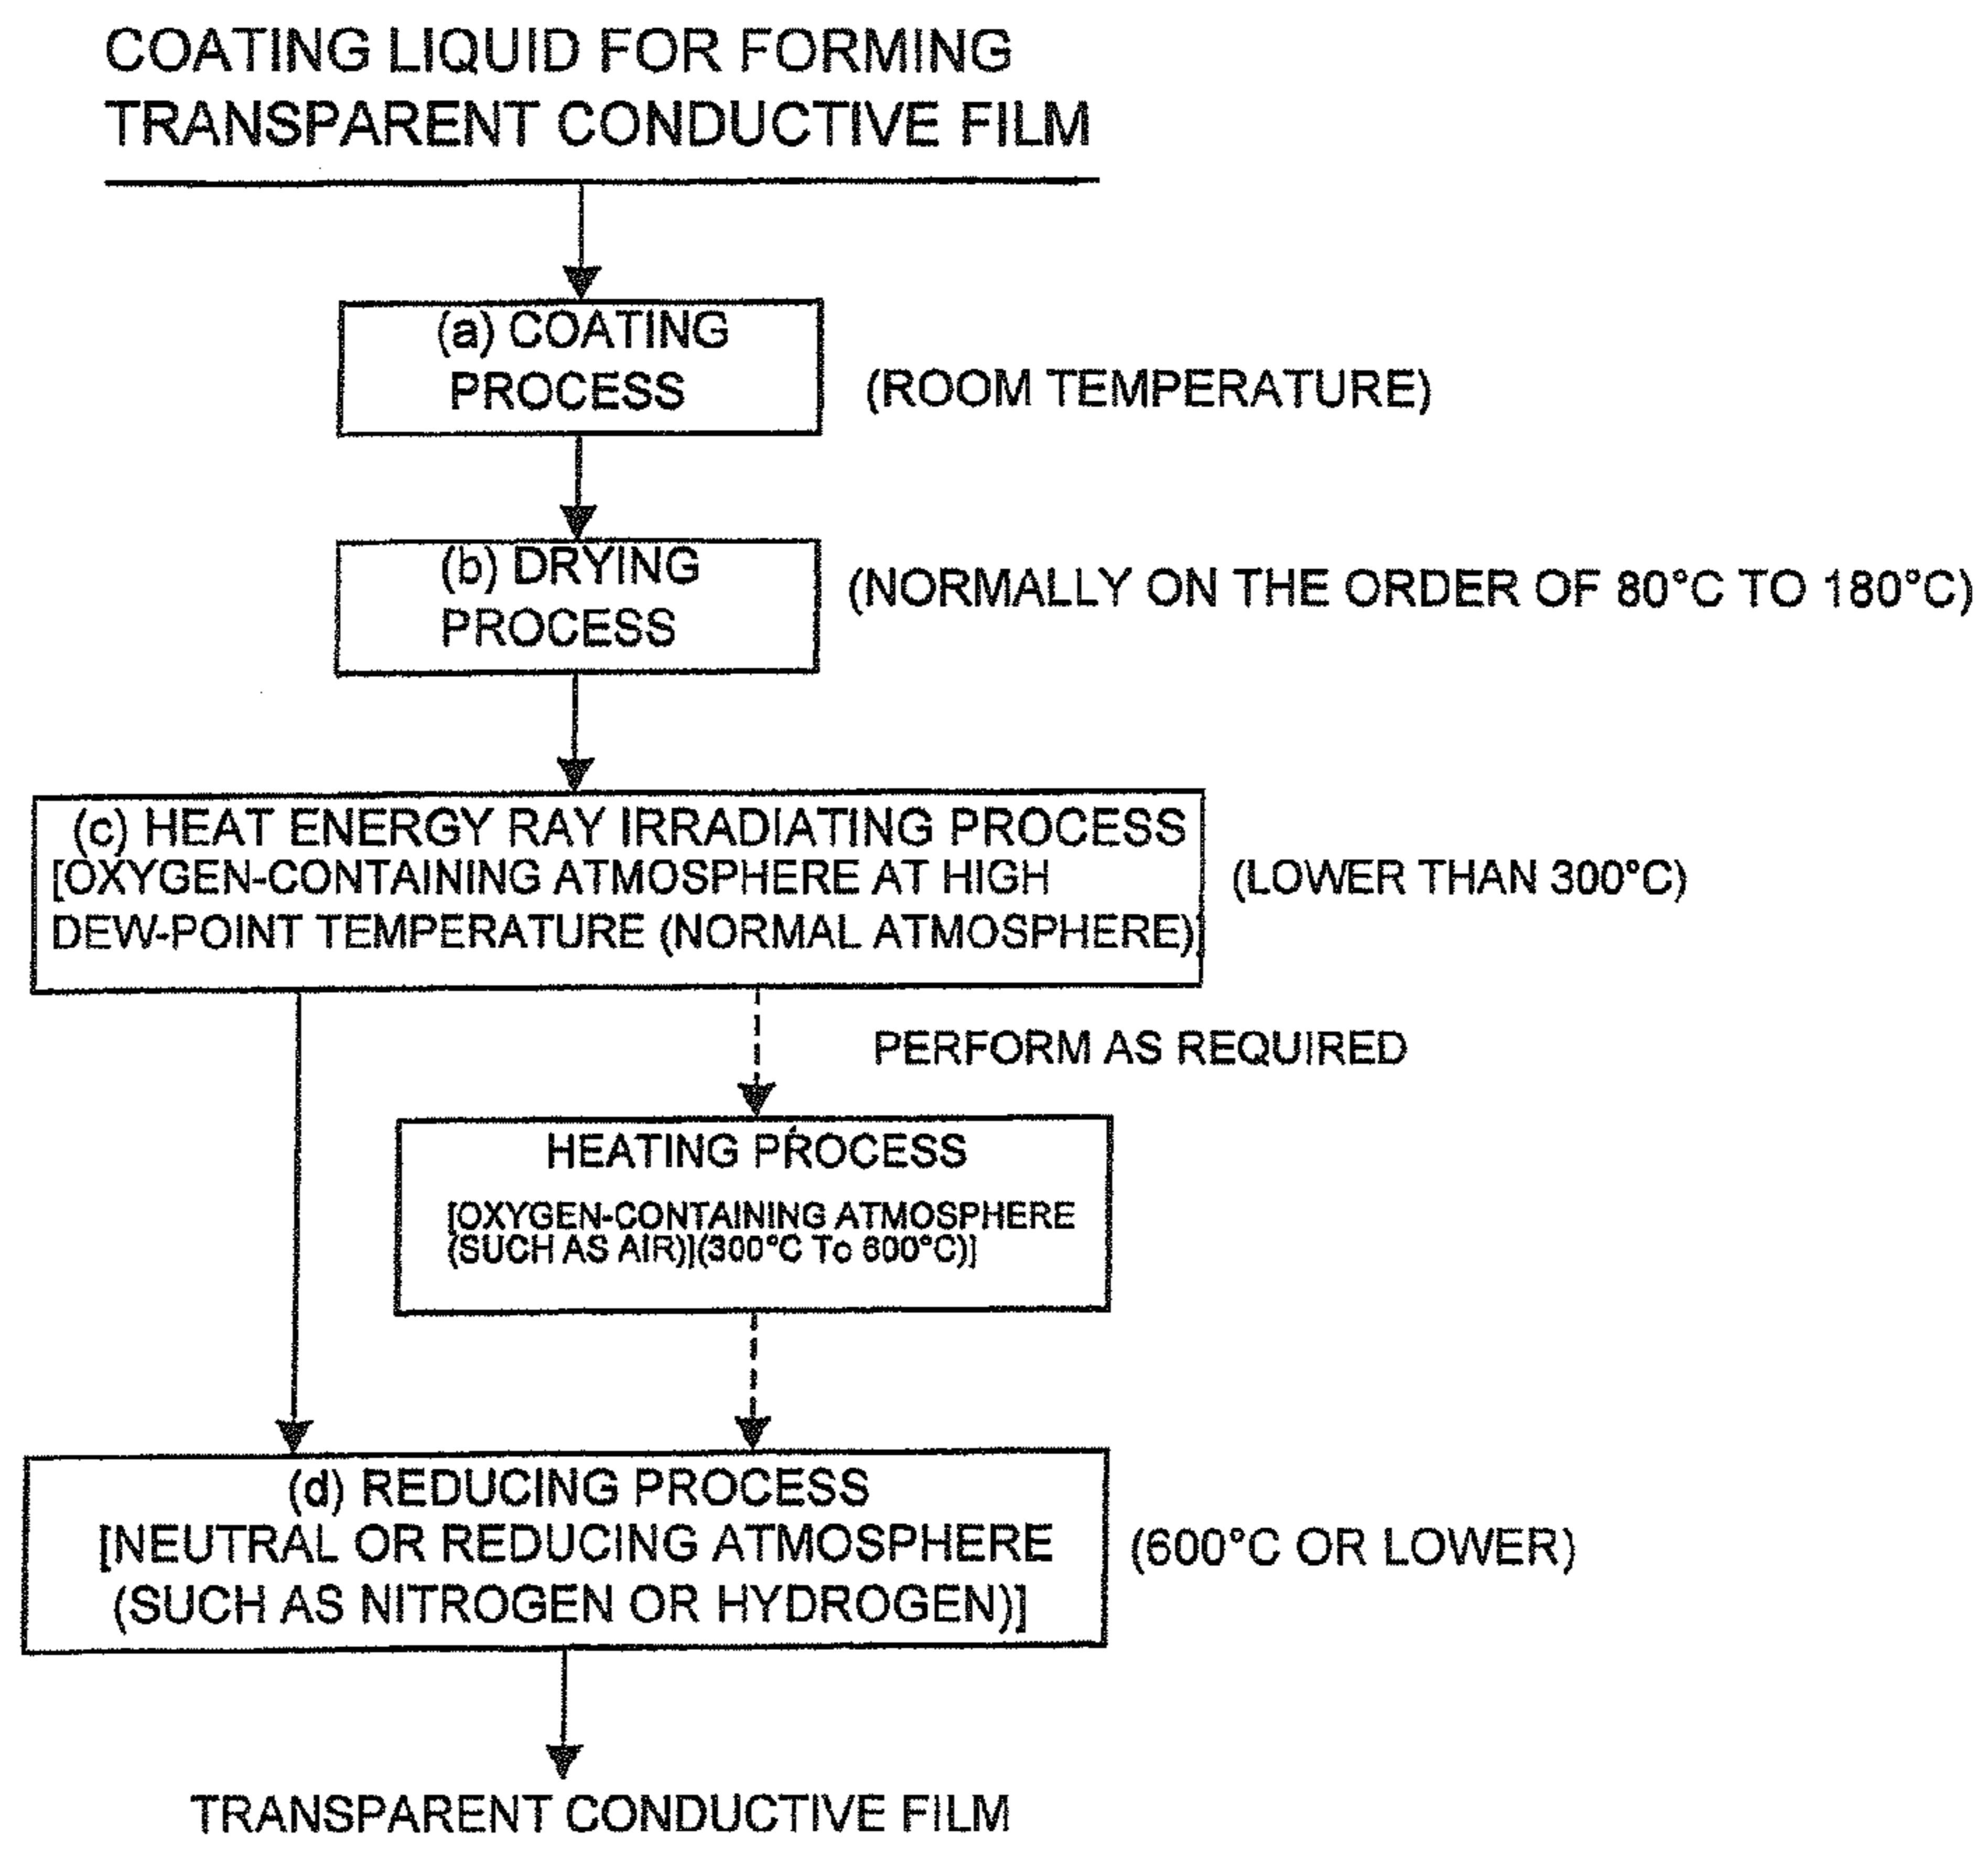 COATING LIQUID FOR FORMING
TRANSPARENT CONDUCTIVE FILM
(a) COATING
PROCESS
(ROOM TEMPERATURE)
(b) DRYING
PROCESS
(NORMALLY ON THE ORDER OF 80°C TO 180°C)
(c) HEAT ENERGY RAY IRRADIATING PROCESS
[OXYGEN-CONTAINING ATMOSPHERE AT HIGH
DEW-POINT TEMPERATURE (NORMAL ATMOSPHERE)]
(LOWER THAN 300°C)
PERFORM AS REQUIRED
HEATING PROCESS
[OXYGEN-CONTAINING ATMOSPHERE
(SUCH AS AIR)](300°C To 600°C)]
(d) REDUCING PROCESS
[NEUTRAL OR REDUCING ATMOSPHERE
(SUCH AS NITROGEN OR HYDROGEN)]
(600°C OR LOWER)
TRANSPARENT CONDUCTIVE FILM